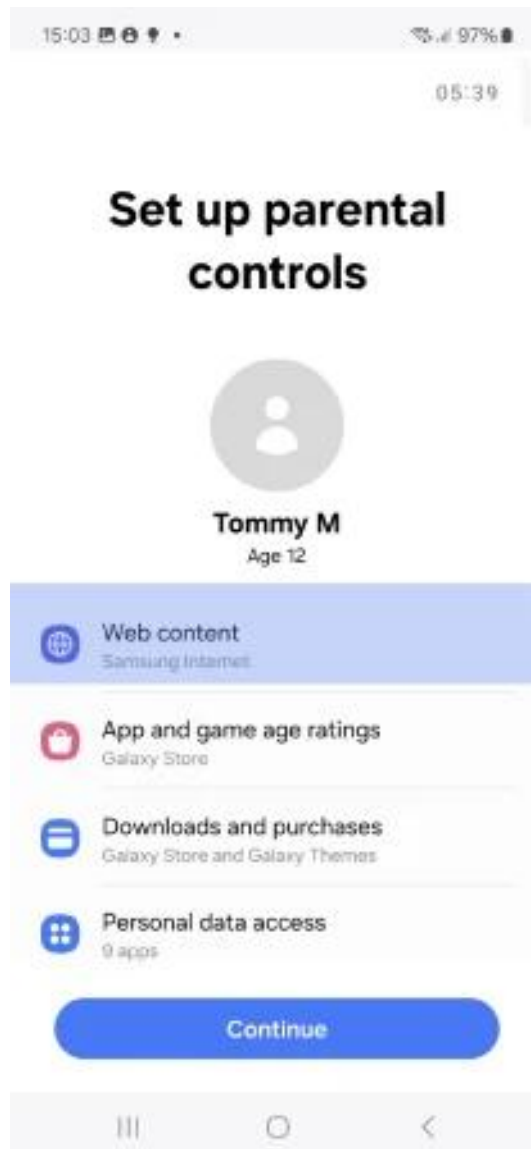 15:03
97%
05:39
Set up parental
controls
Tommy M
Age 12
Web content
Samsung Internet
App and game age ratings
Galaxy Store
Downloads and purchases
Galaxy Store and Galaxy Themes
Personal data access
9 apps
Continue